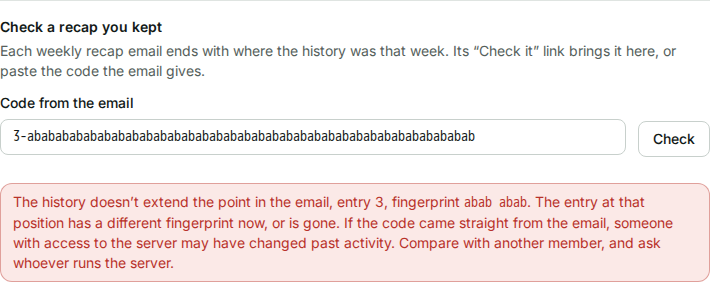 Check a recap you kept
Each weekly recap email ends with where the history was that week. Its “Check it” link brings it here, or
paste the code the email gives.
Code from the email
3-abababababababababababababababababababababababababababababababab
Check
The history doesn’t extend the point in the email, entry 3, fingerprint abab abab. The entry at that
position has a different fingerprint now, or is gone. If the code came straight from the email, someone
with access to the server may have changed past activity. Compare with another member, and ask
whoever runs the server.